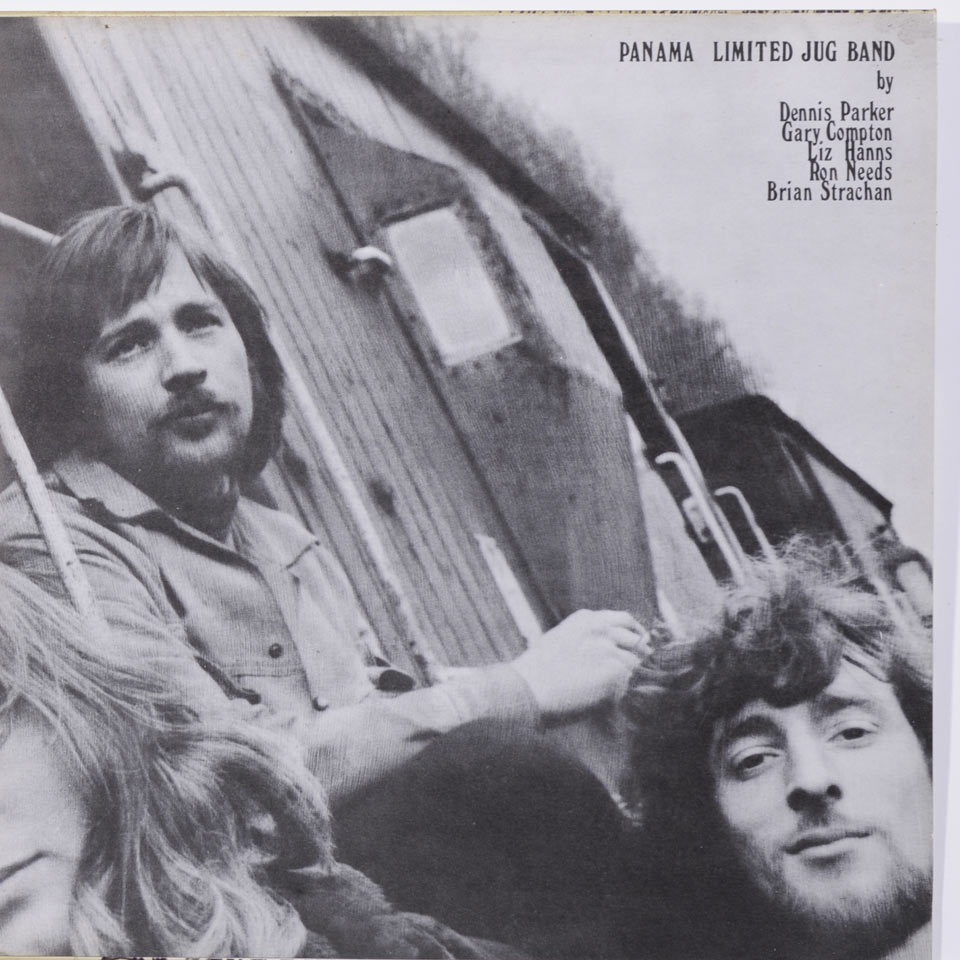 PANAMA LIMITED JUG BAND
by
Dennis Parker
Gary Compton
Liz Hanns
Ron Needs
Brian Strachan